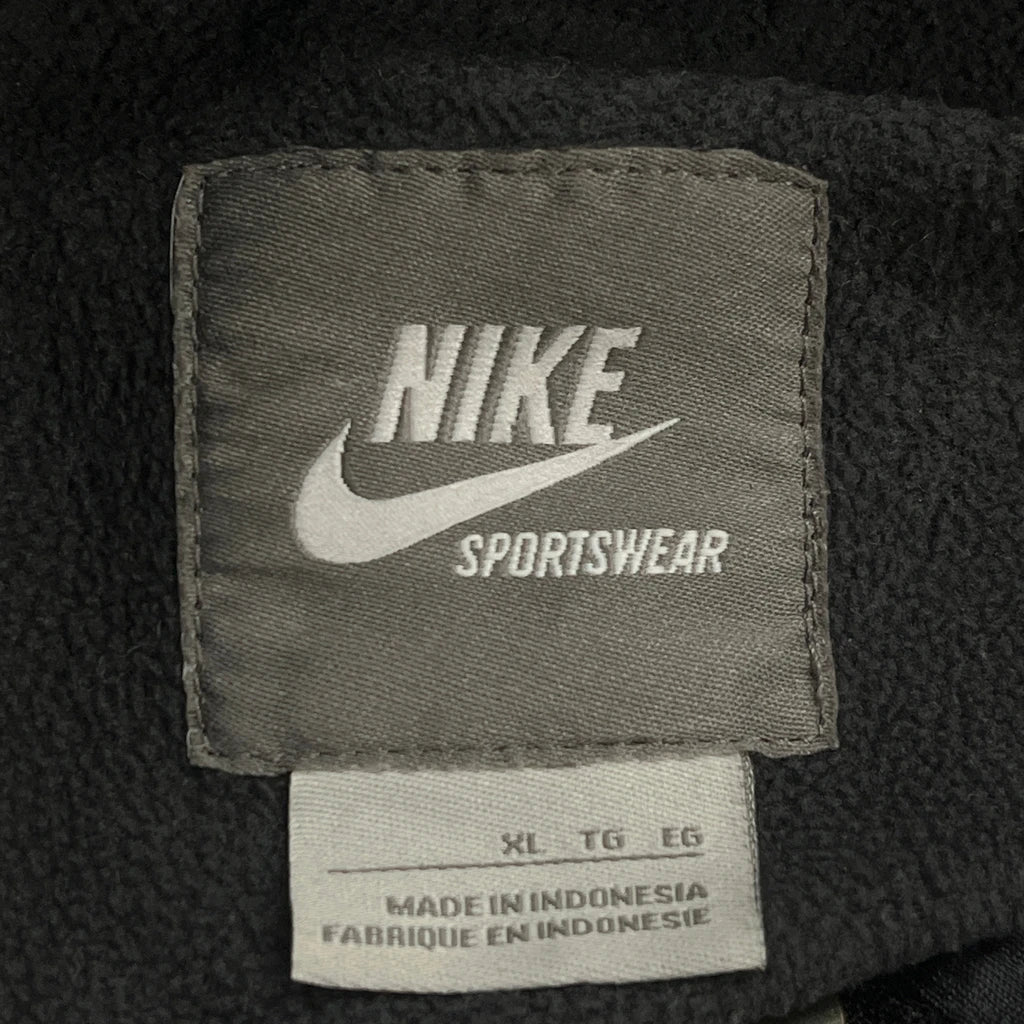 NIKE
SPORTSWEAR
XL TG EG
MADE IN INDONESIA
FABRIQUE EN INDONESIE